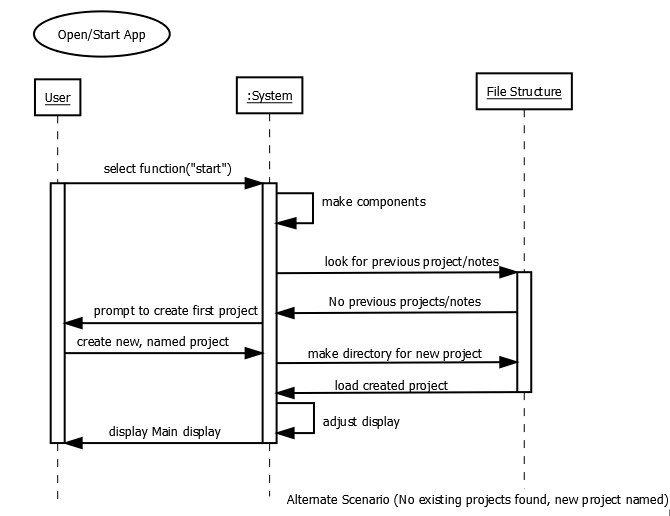 Open/Start App
User
:System
File Structure
select function("start")
make components
look for previous project/notes
No previous projects/notes
prompt to create first project
create new, named project
make directory for new project
load created project
adjust display
display Main display
Alternate Scenario (No existing projects found, new project named)